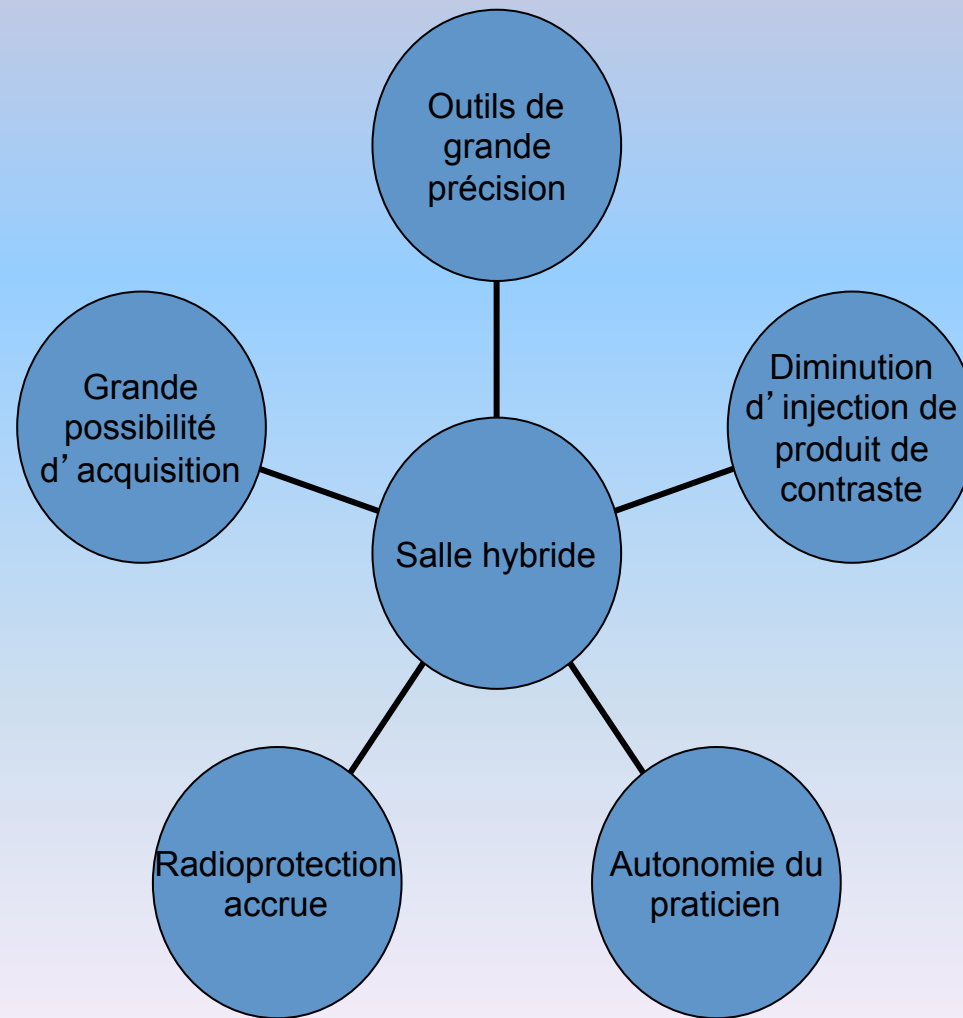 Outils de
grande
précision
Grande
possibilité
d’acquisition
Diminution
d’injection de
produit de
contraste
Salle hybride
Radioprotection
accrue
Autonomie du
praticien